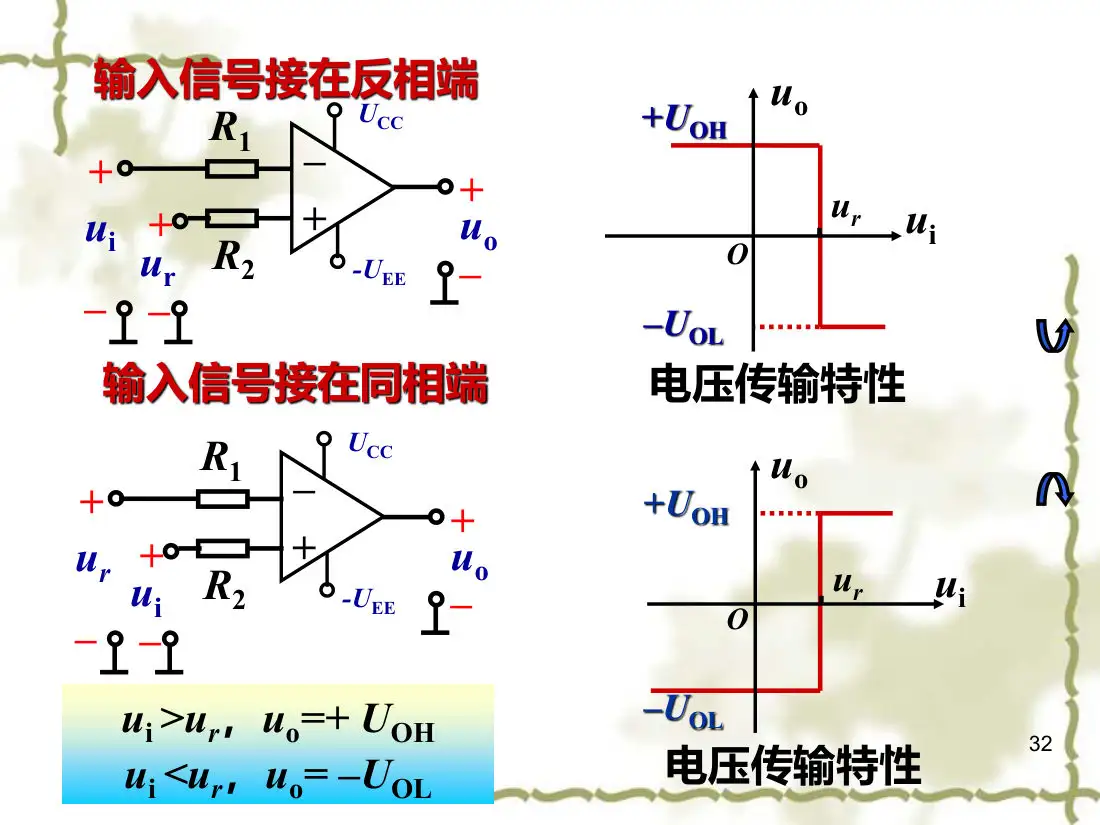 输入信号接在反相端
UCC
R1
−
+
+
ui
+
ur
R2
+
-UEE
+
uo
−
−
−
+UOH
uo
ur
ui
O
–UOL
电压传输特性
输入信号接在同相端
UCC
R1
−
+
ur
+
ui
R2
+
-UEE
+
uo
−
−
−
+UOH
uo
ur
ui
O
–UOL
电压传输特性
ui >ur, uo=+ UOH
ui <ur, uo= –UOL
32